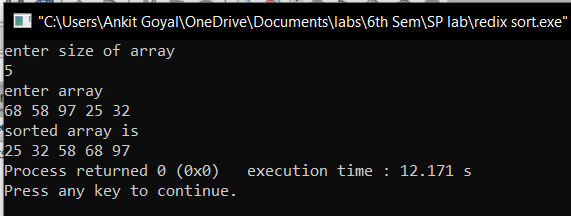 "C:\Users\Ankit Goyal\OneDrive\Documents\labs\6th Sem\SP lab\redix sort.exe"
enter size of array
5
enter array
68 58 97 25 32
sorted array is
25 32 58 68 97
Process returned 0 (0x0)   execution time : 12.171 s
Press any key to continue.